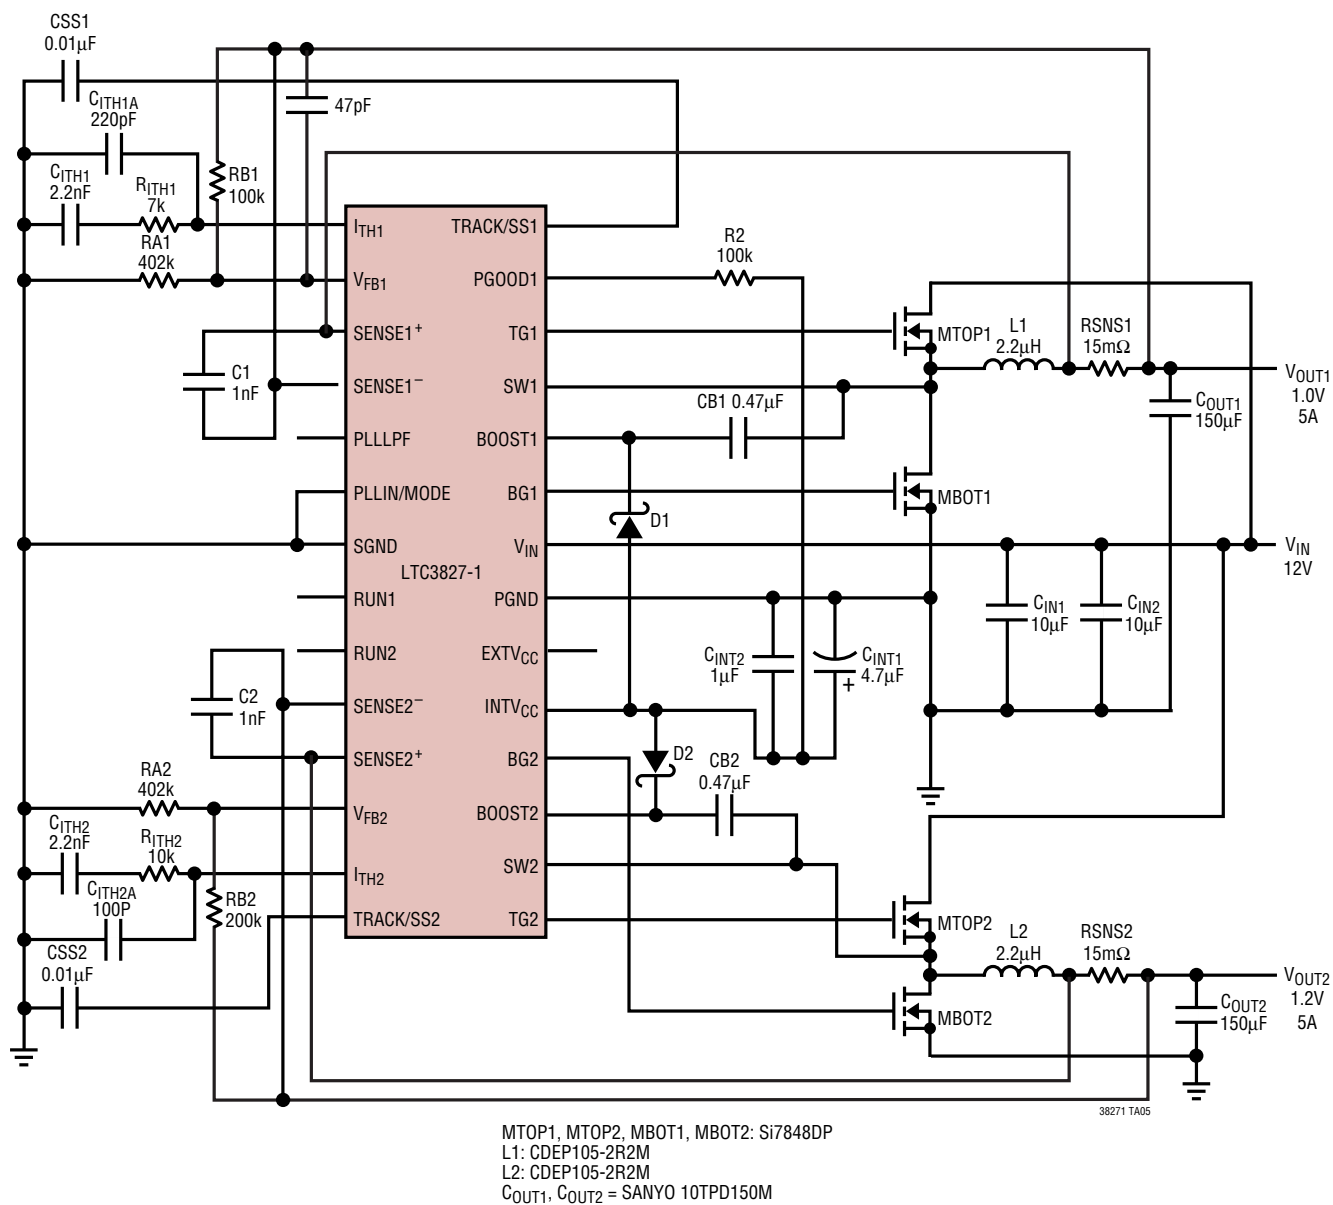 CSS1
0.01µF
CITH1A
220pF
47pF
CITH1
2.2nF
RITH1
7k
RB1
100k
RA1
402k
C1
1nF
ITH1
VFB1
SENSE1+
SENSE1–
PLLLPF
PLLIN/MODE
SGND
RUN1
RUN2
SENSE2–
SENSE2+
VFB2
ITH2
TRACK/SS2
LTC3827-1
TRACK/SS1
PGOOD1
TG1
SW1
BOOST1
BG1
VIN
PGND
EXTVCC
INTVCC
BG2
BOOST2
SW2
TG2
R2
100k
MTOP1
L1
2.2µH
RSNS1
15mΩ
VOUT1
1.0V
5A
COUT1
150µF
CB1 0.47µF
MBOT1
D1
VIN
12V
CIN1
10µF
CIN2
10µF
CINT2
1µF
CINT1
4.7µF
+
C2
1nF
D2
CB2
0.47µF
RA2
402k
CITH2
2.2nF
RITH2
10k
CITH2A
100P
RB2
200k
CSS2
0.01µF
MTOP2
L2
2.2µH
RSNS2
15mΩ
VOUT2
1.2V
5A
COUT2
150µF
MBOT2
38271 TA05
MTOP1, MTOP2, MBOT1, MBOT2: Si7848DP
L1: CDEP105-2R2M
L2: CDEP105-2R2M
COUT1, COUT2 = SANYO 10TPD150M